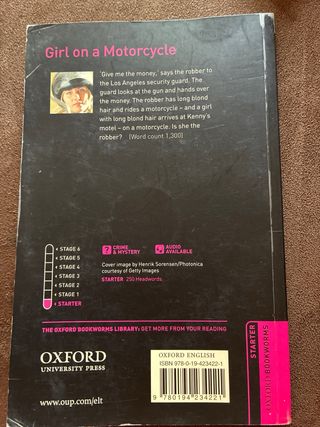 Girl on a Motorcycle
'Give me the money,' says the robber to
the Los Angeles security guard. The
guard looks at the gun and hands over
the money. The robber has long blond
hair and rides a motorcycle – and a girl
with long blond hair arrives at Kenny's
motel – on a motorcycle. Is she the
robber? [Word count 1,300]
◄ STAGE 6
◄ STAGE 5
◄ STAGE 4
◄ STAGE 3
◄ STAGE 2
◄ STAGE 1
◄ STARTER
? CRIME & MYSTERY
AUDIO AVAILABLE
Cover image by Henrik Sorensen/Photonica
courtesy of Getty Images
STARTER 250 Headwords
THE OXFORD BOOKWORMS LIBRARY: GET MORE FROM YOUR READING
OXFORD
UNIVERSITY PRESS
www.oup.com/elt
OXFORD ENGLISH
ISBN 978-0-19-423422-1
9 780194 234221
STARTER
OXFORD BOOKWORMS